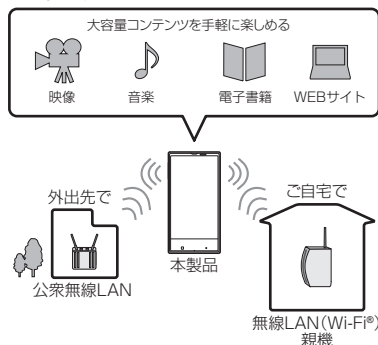 大容量コンテンツを手軽に楽しめる
映像
音楽
電子書籍
WEBサイト
外出先で
ご自宅で
本製品
公衆無線LAN
無線LAN(Wi-Fi®)
親機